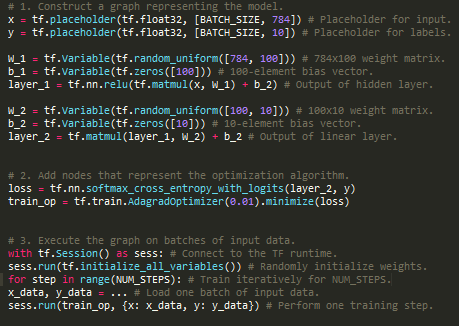 # 1. Construct a graph representing the model.
x = tf.placeholder(tf.float32, [BATCH_SIZE, 784]) # Placeholder for input.
y = tf.placeholder(tf.float32, [BATCH_SIZE, 10]) # Placeholder for labels.
W_1 = tf.Variable(tf.random_uniform([784, 100])) # 784x100 weight matrix.
b_1 = tf.Variable(tf.zeros([100])) # 100-element bias vector.
layer_1 = tf.nn.relu(tf.matmul(x, W_1) + b_2) # Output of hidden layer.
W_2 = tf.Variable(tf.random_uniform([100, 10])) # 100x10 weight matrix.
b_2 = tf.Variable(tf.zeros([10])) # 10-element bias vector.
layer_2 = tf.matmul(layer_1, W_2) + b_2 # Output of linear layer.
# 2. Add nodes that represent the optimization algorithm.
loss = tf.nn.softmax_cross_entropy_with_logits(layer_2, y)
train_op = tf.train.AdagradOptimizer(0.01).minimize(loss)
# 3. Execute the graph on batches of input data.
with tf.Session() as sess: # Connect to the TF runtime.
sess.run(tf.initialize_all_variables()) # Randomly initialize weights.
for step in range(NUM_STEPS): # Train iteratively for NUM_STEPS.
x_data, y_data = ... # Load one batch of input data.
sess.run(train_op, {x: x_data, y: y_data}) # Perform one training step.